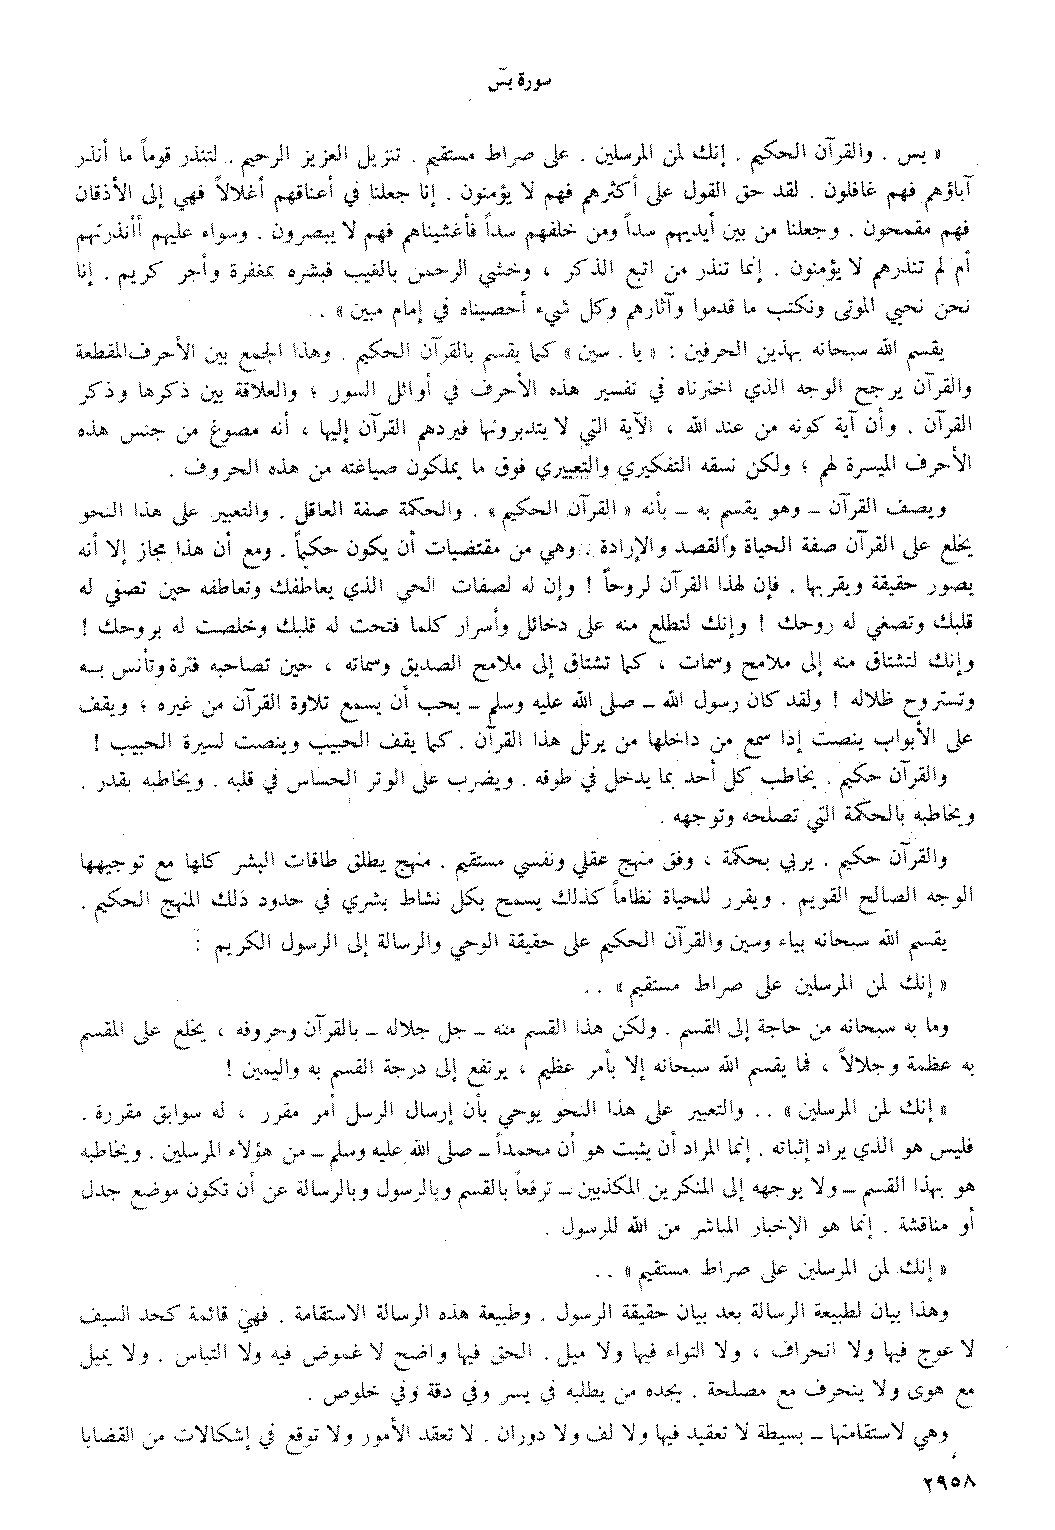 سورة يسّ
« يس . والقرآن الحكيم . إنك لمن المرسلين . على صراط مستقيم . تنزيل العزيز الرحيم . لتنذر قوماً ما أنذر
آباؤهم فهم غافلون . لقد حق القول على أكثرهم فهم لا يؤمنون . إنا جعلنا في أعناقهم أغلالاً فهي إلى الأذقان
فهم مقمحون . وجعلنا من بين أيديهم سداً ومن خلفهم سداً فأغشيناهم فهم لا يبصرون . وسواء عليهم أأنذرتهم
أم لم تنذرهم لا يؤمنون . إنما تنذر من اتبع الذكر ، وخشي الرحمن بالغيب فبشره بمغفرة وأجر كريم . إنا
نحن نحيي الموتى ونكتب ما قدموا وآثارهم وكل شيء أحصيناه في إمام مبين » . .
يقسم الله سبحانه بهذين الحرفين : « يا . سين » كما يقسم بالقرآن الحكيم . وهذا الجمع بين الأحرف المقطعة
والقرآن يرجح الوجه الذي اخترناه في تفسير هذه الأحرف في أوائل السور ؛ والعلاقة بين ذكرها وذكر
القرآن . وأن آية كونه من عند الله ، الآية التي لا يتدبرونها فيردهم القرآن إليها ، أنه مصوغ من جنس هذه
الأحرف الميسرة لهم ؛ ولكن نسقه التفكيري والتعبيري فوق ما يملكون صياغته من هذه الحروف .
ويصف القرآن ــ وهو يقسم به ــ بأنه « القرآن الحكيم » . والحكمة صفة العاقل . والتعبير على هذا النحو
يخلع على القرآن صفة الحياة والقصد والإرادة . وهي من مقتضيات أن يكون حكيماً . ومع أن هذا مجاز إلا أنه
يصور حقيقة ويقربها . فإن لهذا القرآن لروحاً ! وإن له لصفات الحي الذي يعاطفك وتعاطفه حين تصفي له
قلبك وتصغي له روحك ! وإنك لتطلع منه على دخائل وأسرار كلما فتحت له قلبك وخلصت له بروحك !
وإنك لتشتاق منه إلى ملامح وسمات ، كما تشتاق إلى ملامح الصديق وسماته ، حين تصاحبه فترة وتأنس بـه
وتستروح ظلاله ! ولقد كان رسول الله ــ صلى الله عليه وسلم ــ يحب أن يسمع تلاوة القرآن من غيره ؛ ويقف
على الأبواب ينصت إذا سمع من داخلها من يرتل هذا القرآن . كما يقف الحبيب وينصت لسيرة الحبيب !
والقرآن حكيم . يخاطب كل أحد بما يدخل في طوقه . ويضرب على الوتر الحساس في قلبه . ويخاطبه بقدر .
ويخاطبه بالحكمة التي تصلحه وتوجهه .
والقرآن حكيم . يربي بحكمة ، وفق منهج عقلي ونفسي مستقيم . منهج يطلق طاقات البشر كلها مع توجيهها
الوجه الصالح القويم . ويقرر للحياة نظاماً كذلك يسمح بكل نشاط بشري في حدود ذلك المنهج الحكيم .
يقسم الله سبحانه بياء وسين والقرآن الحكيم على حقيقة الوحي والرسالة إلى الرسول الكريم :
« إنك لمن المرسلين على صراط مستقيم » . .
وما به سبحانه من حاجة إلى القسم . ولكن هذا القسم منه ــ جل جلاله ــ بالقرآن وحروفه ، يخلع على المقسم
به عظمة وجلالاً ، فما يقسم الله سبحانه إلا بأمر عظيم ، يرتفع إلى درجة القسم به واليمين !
« إنك لمن المرسلين » . . والتعبير على هذا النحو يوحي بأن إرسال الرسل أمر مقرر ، له سوابق مقررة .
فليس هو الذي يراد إثباته . إنما المراد أن يثبت هو أن محمداً ــ صلى الله عليه وسلم ــ من هؤلاء المرسلين . ويخاطبه
هو بهذا القسم ــ ولا يوجهه إلى المنكرين المكذبين ــ ترفعاً بالقسم وبالرسول وبالرسالة عن أن تكون موضع جدل
أو مناقشة . إنما هو الإخبار المباشر من الله للرسول .
« إنك لمن المرسلين على صراط مستقيم » . .
وهذا بيان لطبيعة الرسالة بعد بيان حقيقة الرسول . وطبيعة هذه الرسالة الاستقامة . فهي قائمة كحد السيف
لا عوج فيها ولا انحراف ، ولا التواء فيها ولا ميل . الحق فيها واضح لا غموض فيه ولا التباس . ولا يميل
مع هوى ولا ينحرف مع مصلحة . يجده من يطلبه في يسر وفي دقة وفي خلوص .
وهي لاستقامتها ــ بسيطة لا تعقيد فيها ولا لف ولا دوران . لا تعقد الأمور ولا توقع في إشكالات من القضايا
٢٩٥٨